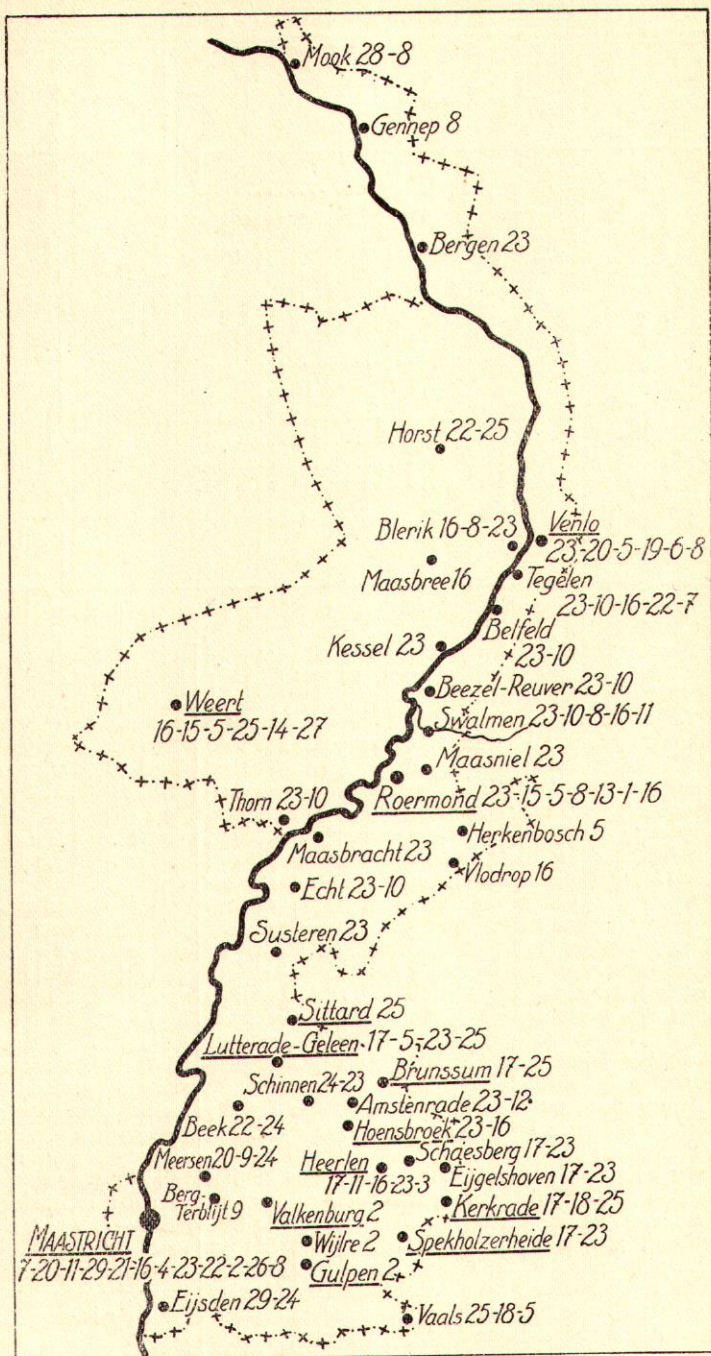 Mook 28-8
Gennep 8
Bergen 23
Horst 22-25
Blerik 16-8-23
Venlo
23-20-5-19-6-8
Maasbree 16
Tegelen
23-10-16-22-7
Belfeld
23-10
Kessel 23
Beezel-Reuver 23-10
Weert
16-15-5-25-14-27
Swalmen 23-10-8-16-11
Maasniel 23
Roermond 23-15-5-8-13-1-16
Thorn 23-10
Herkenbosch 5
Maasbracht 23
Vlodrop 16
Echt 23-10
Susteren 23
Sittard 25
Lutterade-Geleen 17-5-23-25
Brunssum 17-25
Schinnen 24-23
Amstenrade 23-12
Beek 22-24
Hoensbroek 23-16
Schaesberg 17-23
Meersen 20-9-24
Heerlen
17-11-16-23-3
Eijgelshoven 17-23
Berg-
Terblijt 9
Valkenburg 2
Kerkrade 17-18-25
MAASTRICHT
7-20-11-29-21-16-4-23-22-2-26-8
Wijlre 2
Spekholzerheide 17-23
Gulpen 2
Eijsden 29-24
Vaals 25-18-5